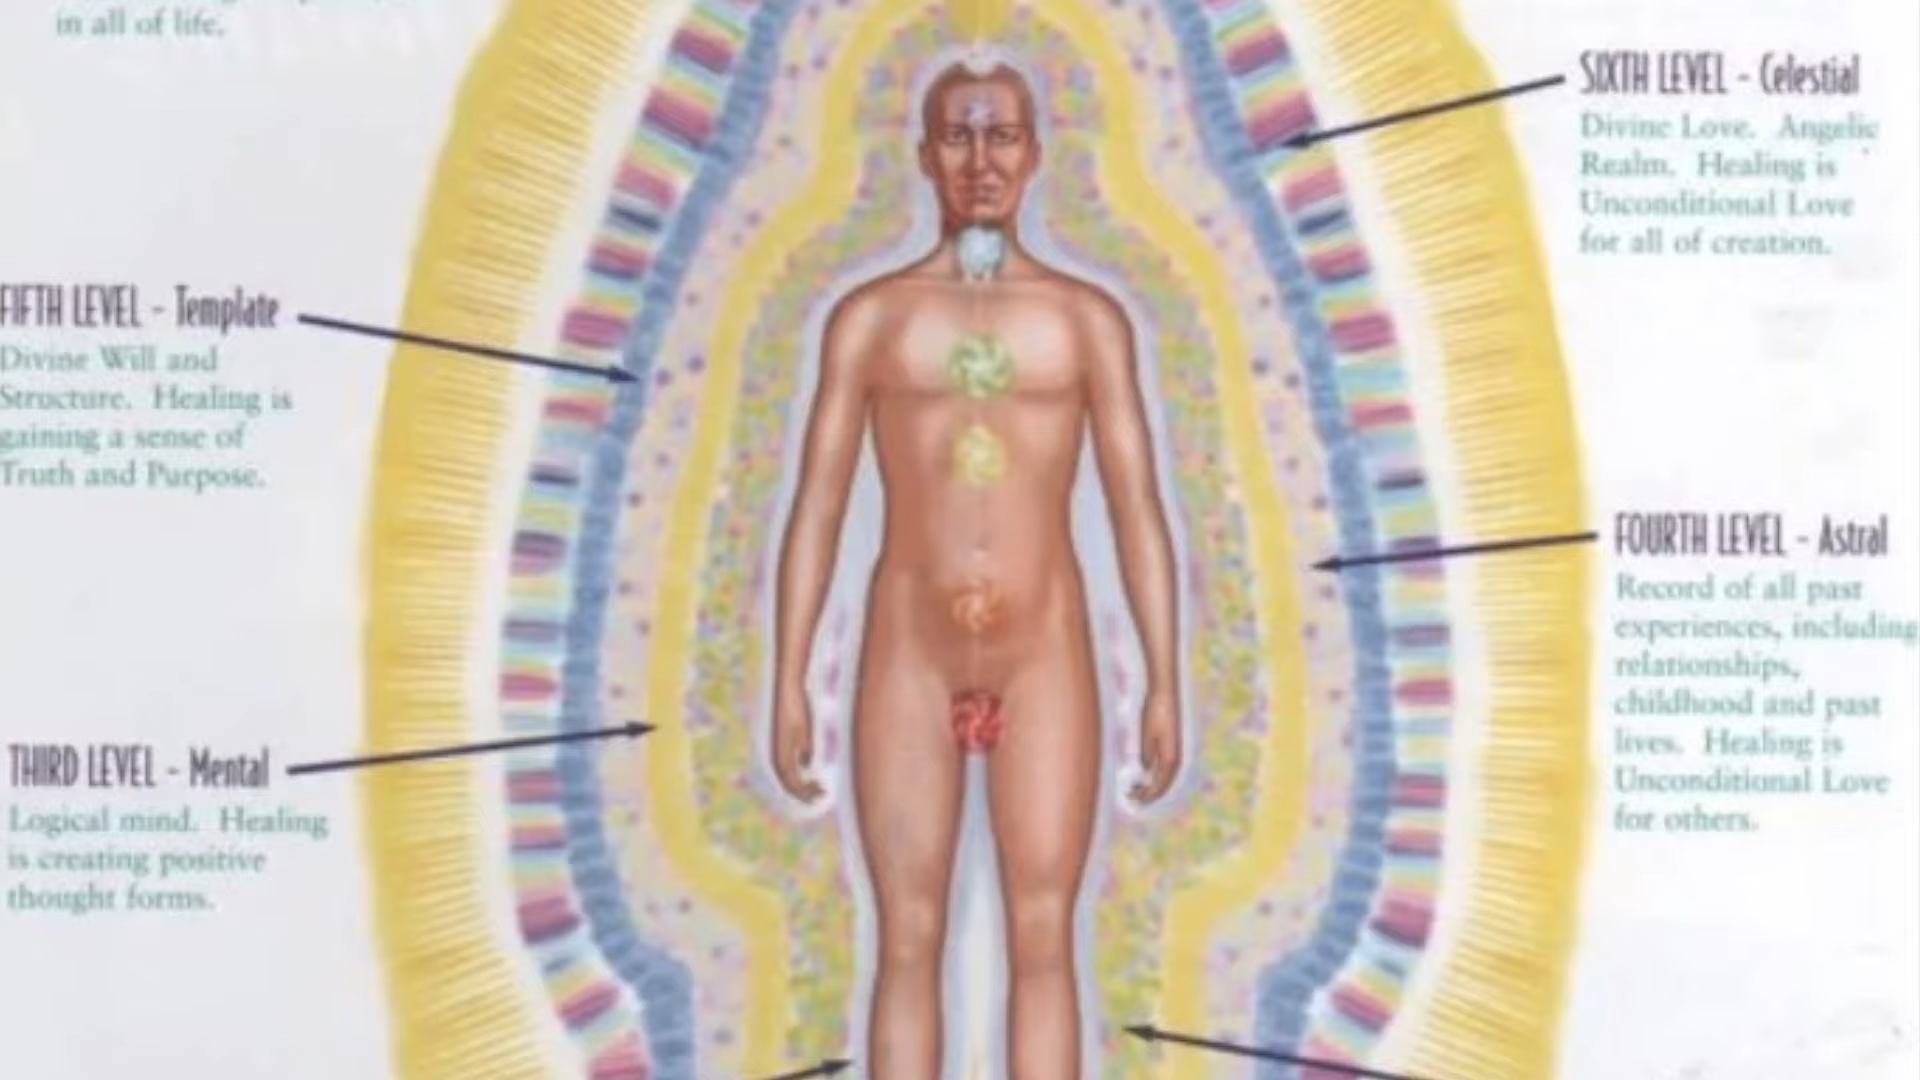 in all of life.
SIXTH LEVEL - Celestial
Divine Love. Angelic
Realm. Healing is
Unconditional Love
for all of creation.
FIFTH LEVEL - Template
Divine Will and
Structure. Healing is
gaining a sense of
Truth and Purpose.
FOURTH LEVEL - Astral
Record of all past
experiences, including
relationships,
childhood and past
lives. Healing is
Unconditional Love
for others.
THIRD LEVEL - Mental
Logical mind. Healing
is creating positive
thought forms.